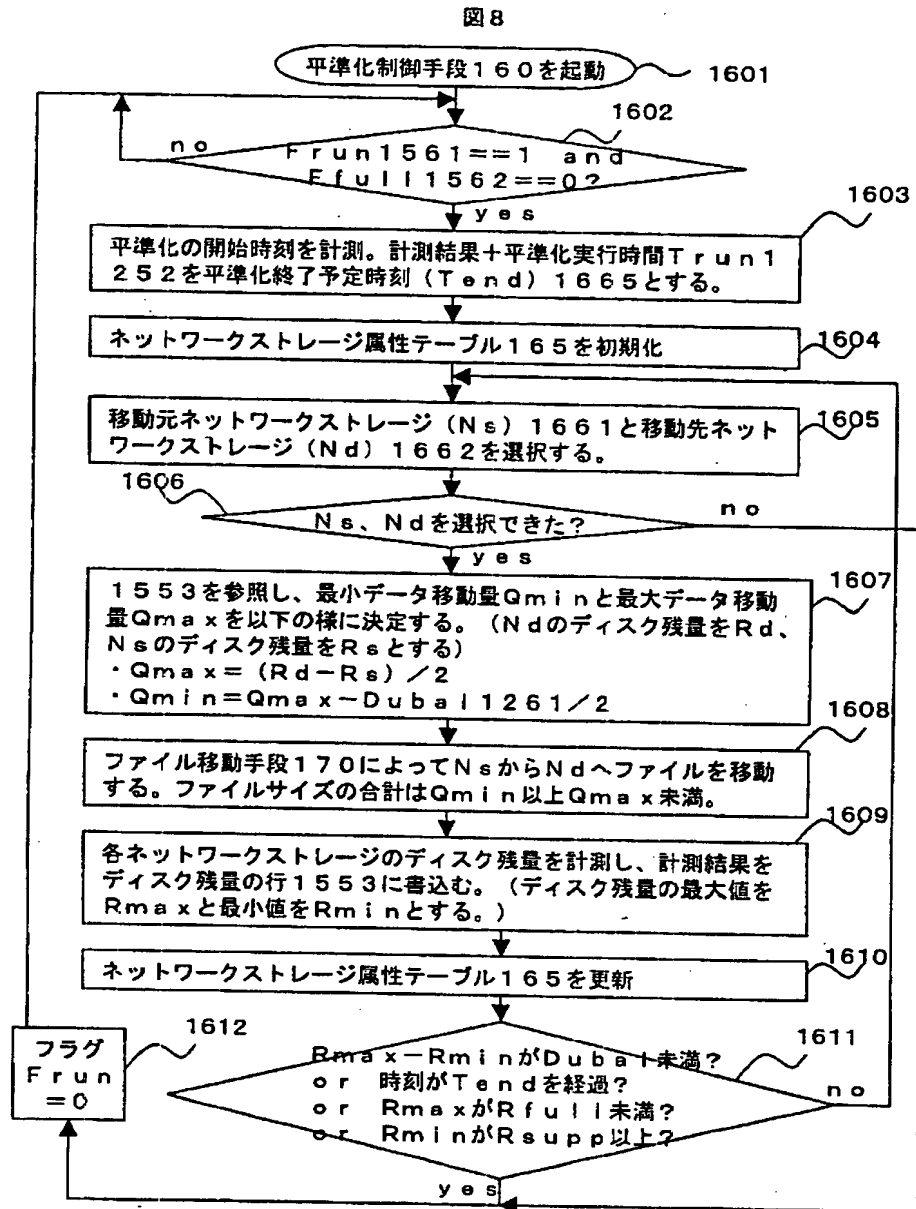 図8
平準化制御手段160を起動
1601
1602
no
Frun1561==1 and
Ffull1562==0?
yes
1603
平準化の開始時刻を計測。計測結果+平準化実行時間Trun1
252を平準化終了予定時刻(Tend)1665とする。
ネットワークストレージ属性テーブル165を初期化
1604
移動元ネットワークストレージ(Ns)1661と移動先ネット
ワークストレージ(Nd)1662を選択する。
1605
1606
Ns、Ndを選択できた?
no
yes
1607
1553を参照し、最小データ移動量Qminと最大データ移動
量Qmaxを以下の様に決定する。(Ndのディスク残量をRd、
Nsのディスク残量をRsとする)
・Qmax=(Rd-Rs)/2
・Qmin=Qmax-Dubal1261/2
1608
ファイル移動手段170によってNsからNdへファイルを移動
する。ファイルサイズの合計はQmin以上Qmax未満。
1609
各ネットワークストレージのディスク残量を計測し、計測結果を
ディスク残量の行1553に書込む。(ディスク残量の最大値を
Rmaxと最小値をRminとする。)
ネットワークストレージ属性テーブル165を更新
1610
1611
Rmax-RminがDubal未満?
or 時刻がTendを経過?
or RmaxがRfull未満?
or RminがRsupp以上?
no
yes
1612
フラグ
Frun
=0